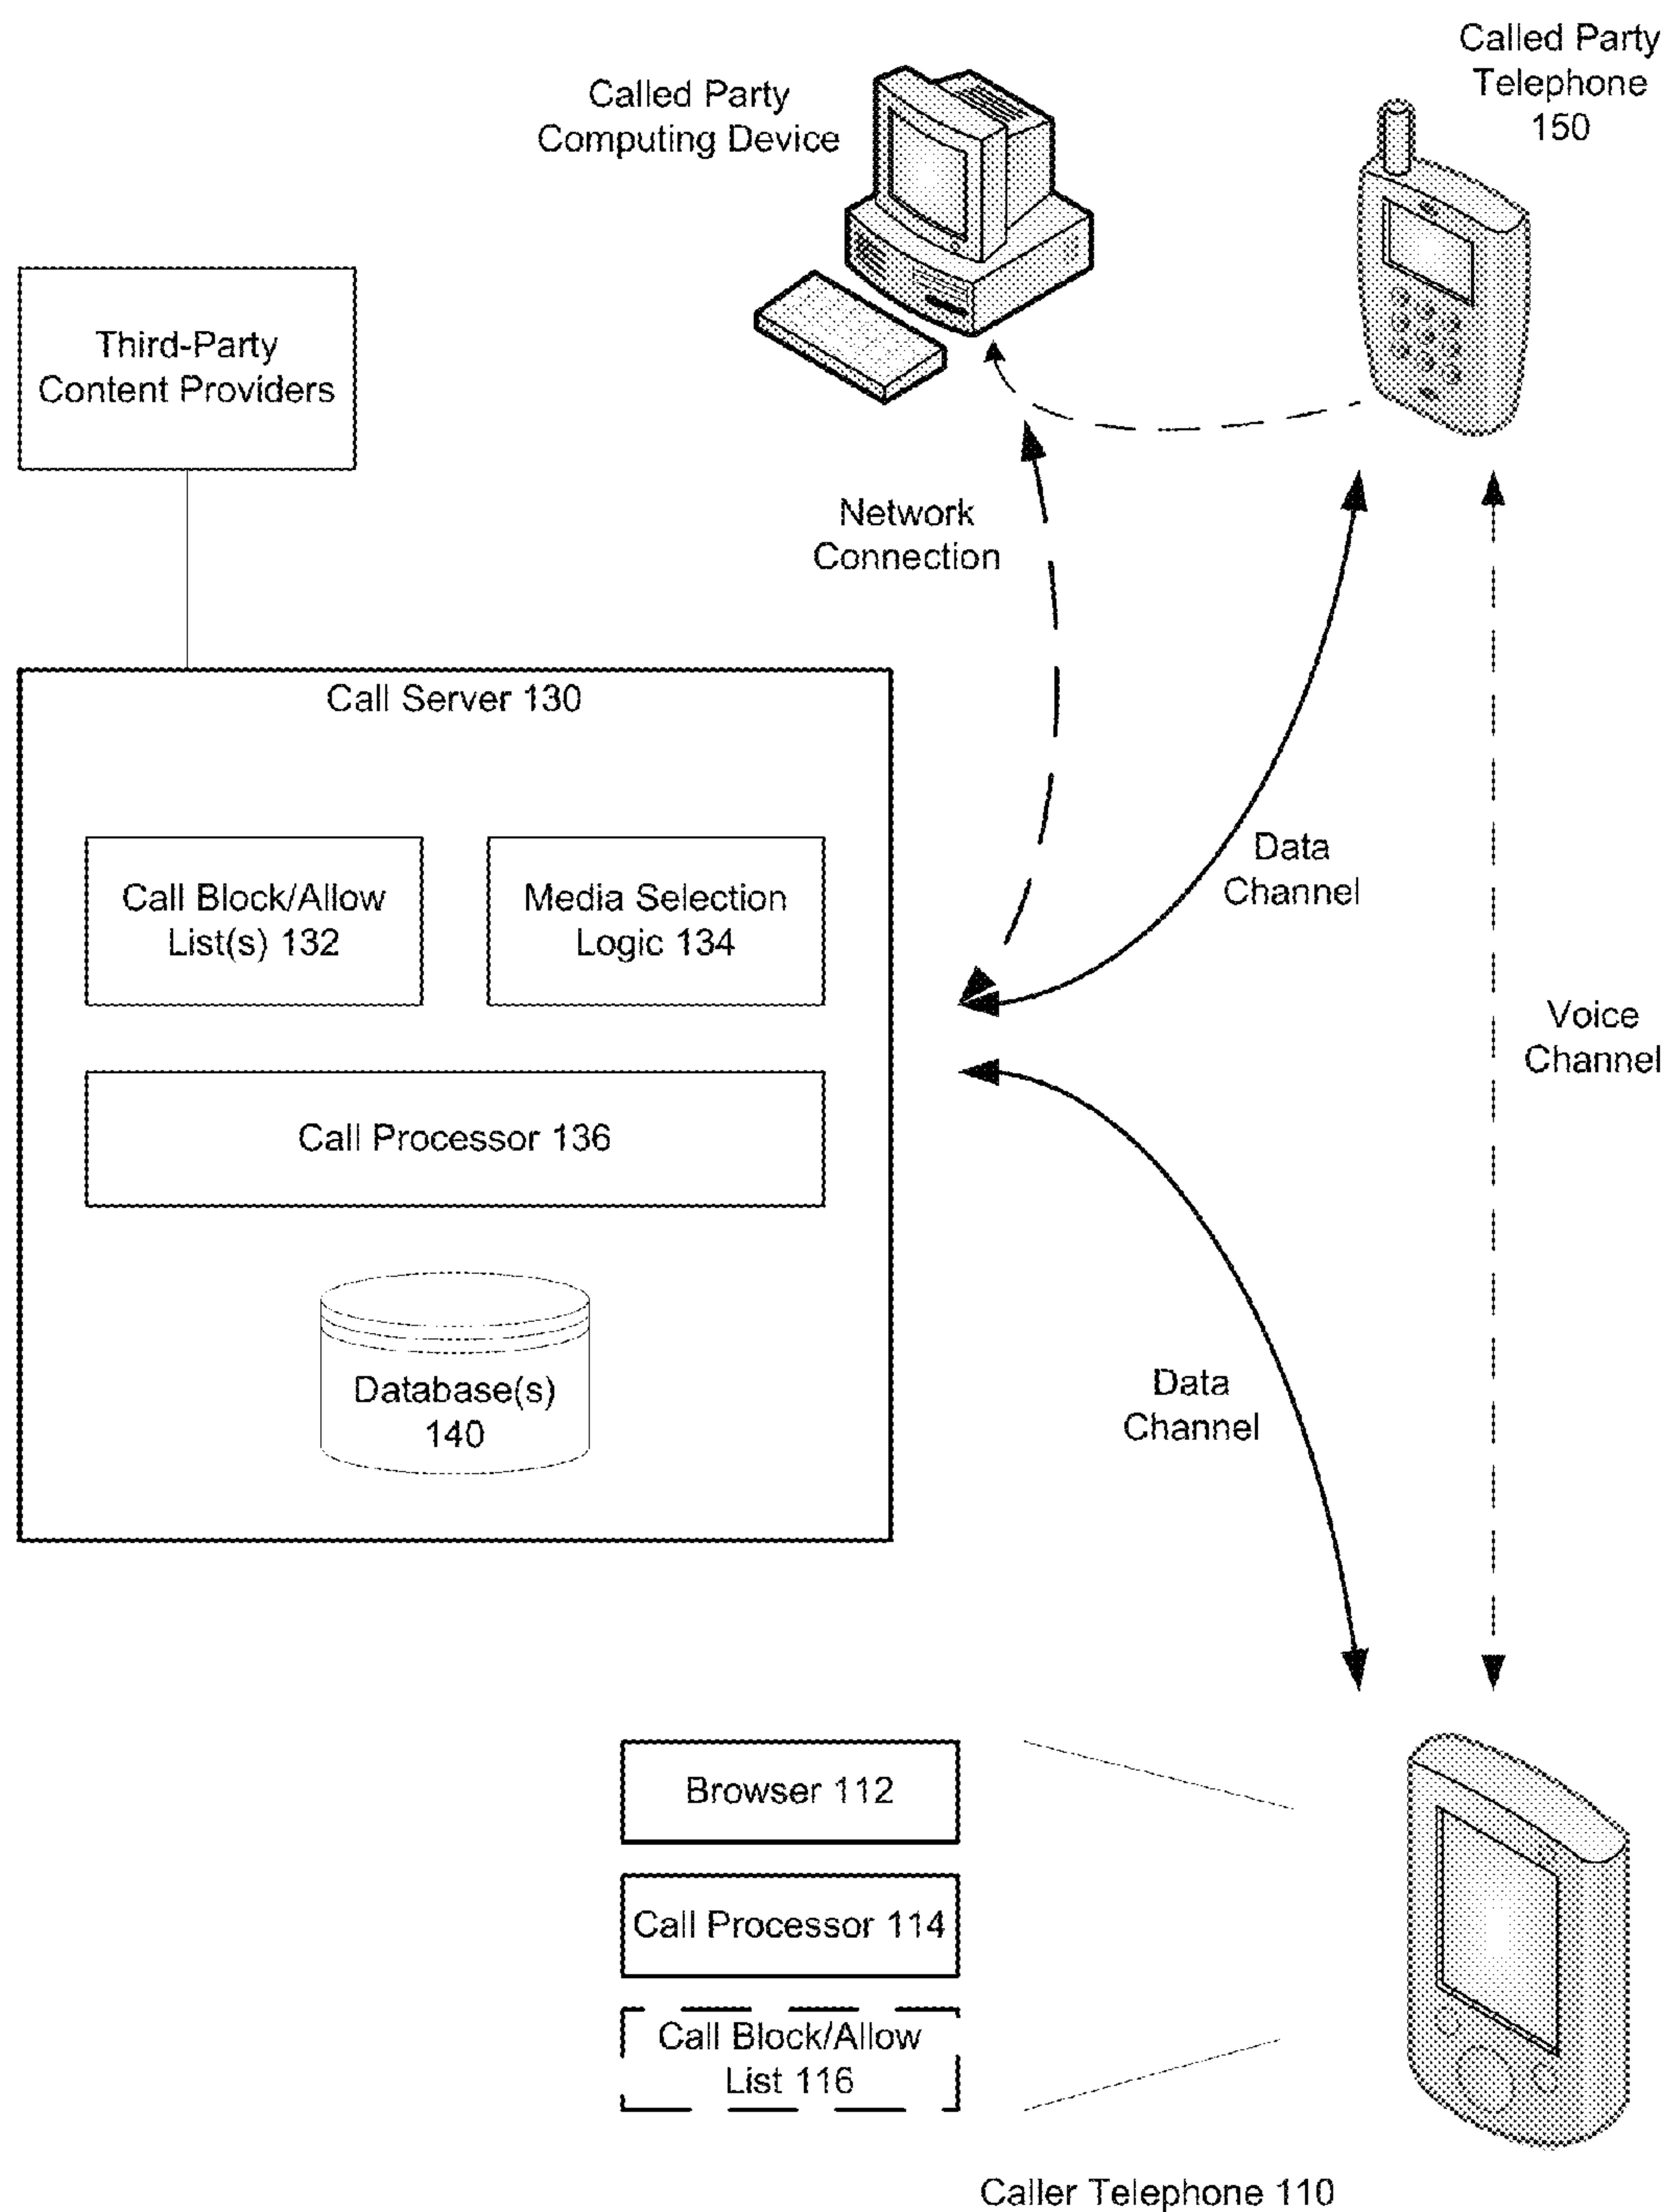 Called Party
Telephone
150
Called Party
Computing Device
Third-Party
Content Providers
Network
Connection
Call Server 130
Call Block/Allow
List(s) 132
Media Selection
Logic 134
Data
Channel
Voice
Channel
Call Processor 136
Database(s)
140
Data
Channel
Browser 112
Call Processor 114
Call Block/Allow
List 116
Caller Telephone 110